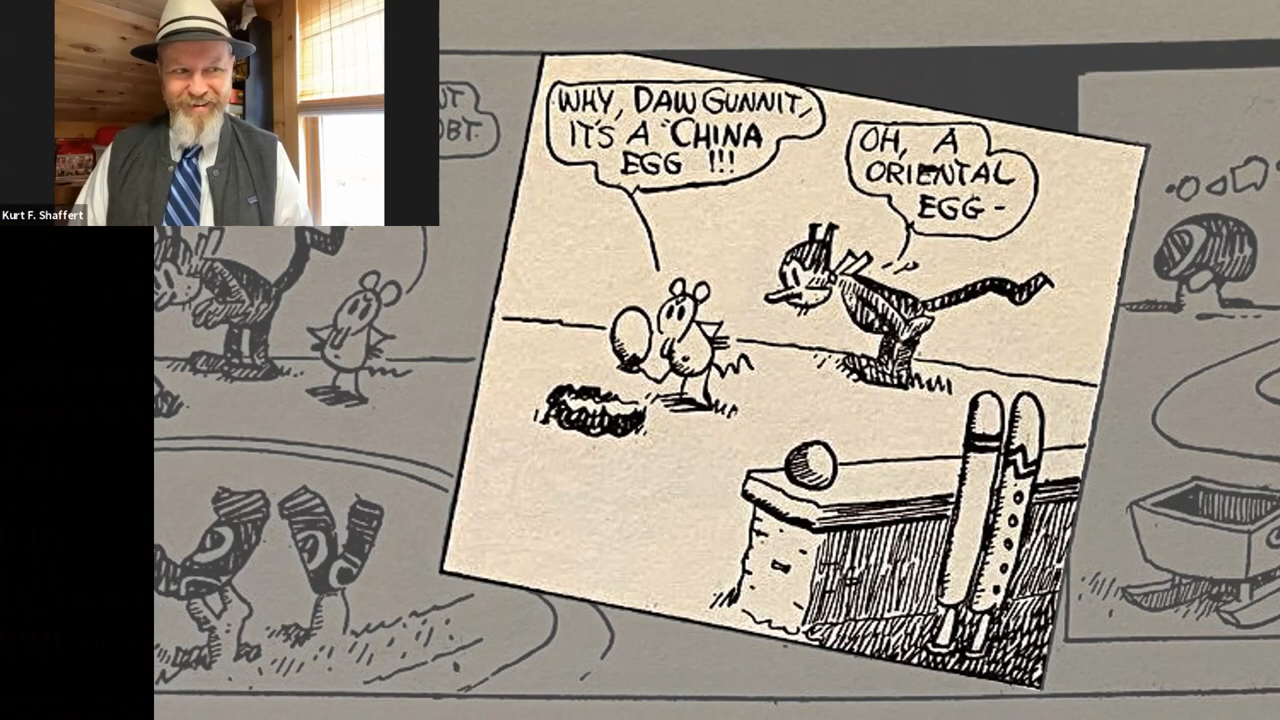 WHY, DAW GUNNIT,
IT'S A "CHINA
EGG !!!
OH, A
ORIENTAL
EGG -
Kurt F. Shaffert